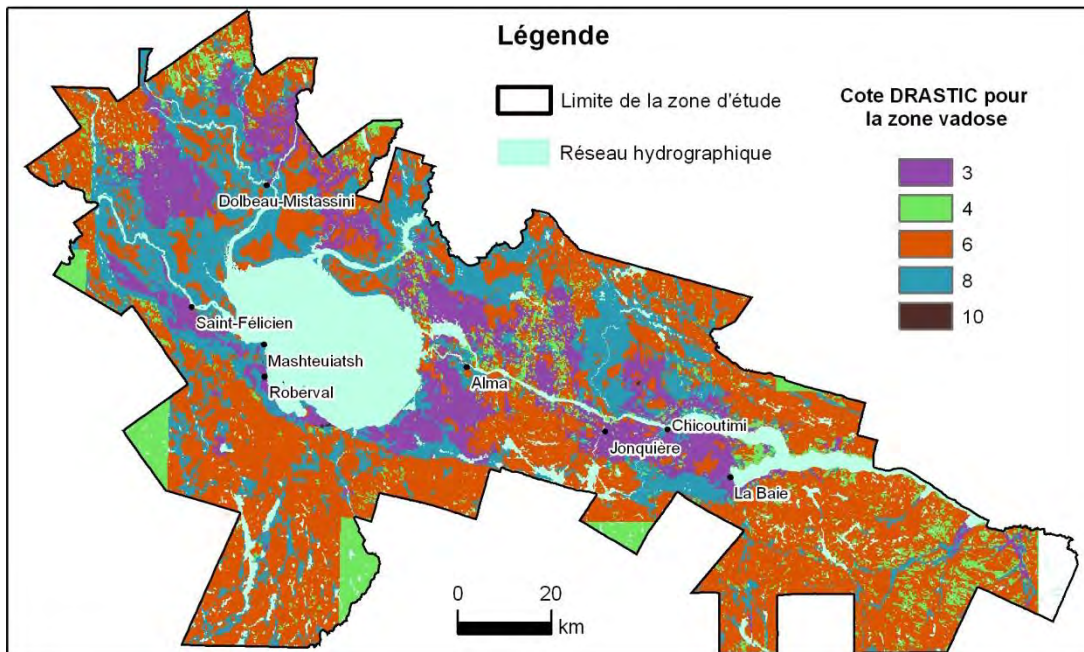 Légende
Limite de la zone d'étude
Réseau hydrographique
Cote DRASTIC pour
la zone vadose
3
4
6
8
10
Dolbeau-Mistassini
Saint-Félicien
Mashteuiatsh
Roberval
Alma
Chicoutimi
Jonquière
La Baie
0 20
km